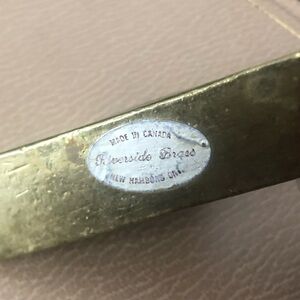 MADE IN CANADA
Riverside Brass
NEW HAMBURG ONT.